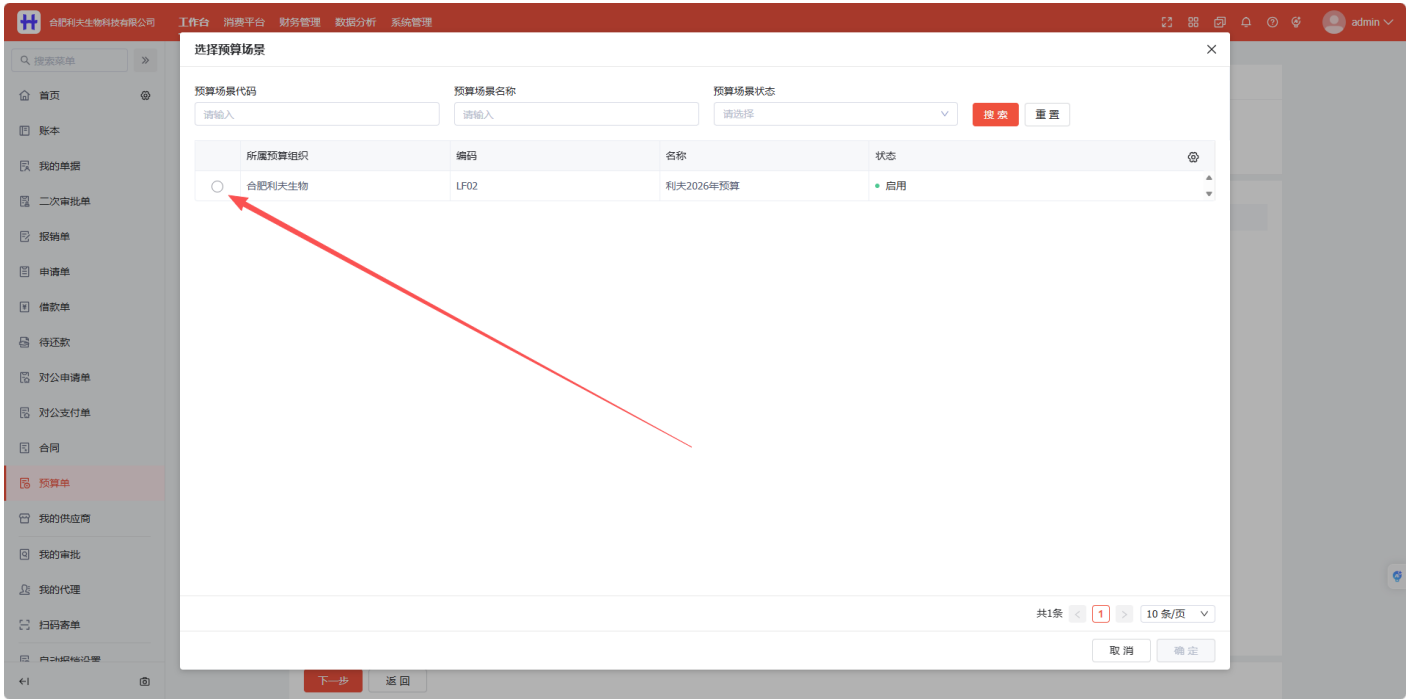 合肥利夫生物科技有限公司 工作台 消费平台 财务管理 数据分析 系统管理 admin
搜索菜单
首页
账本
我的单据
二次审批单
报销单
申请单
借款单
待还款
对公申请单
对公支付单
合同
预算单
我的供应商
我的审批
我的代理
扫码寄单
自动报销设置
选择预算场景
预算场景代码 预算场景名称 预算场景状态
请输入 请输入 请选择 搜索 重置
所属预算组织 编码 名称 状态
合肥利夫生物 LF02 利夫2026年预算 启用
共1条 < 1 > 10 条/页
取消 确定
下一步 返回